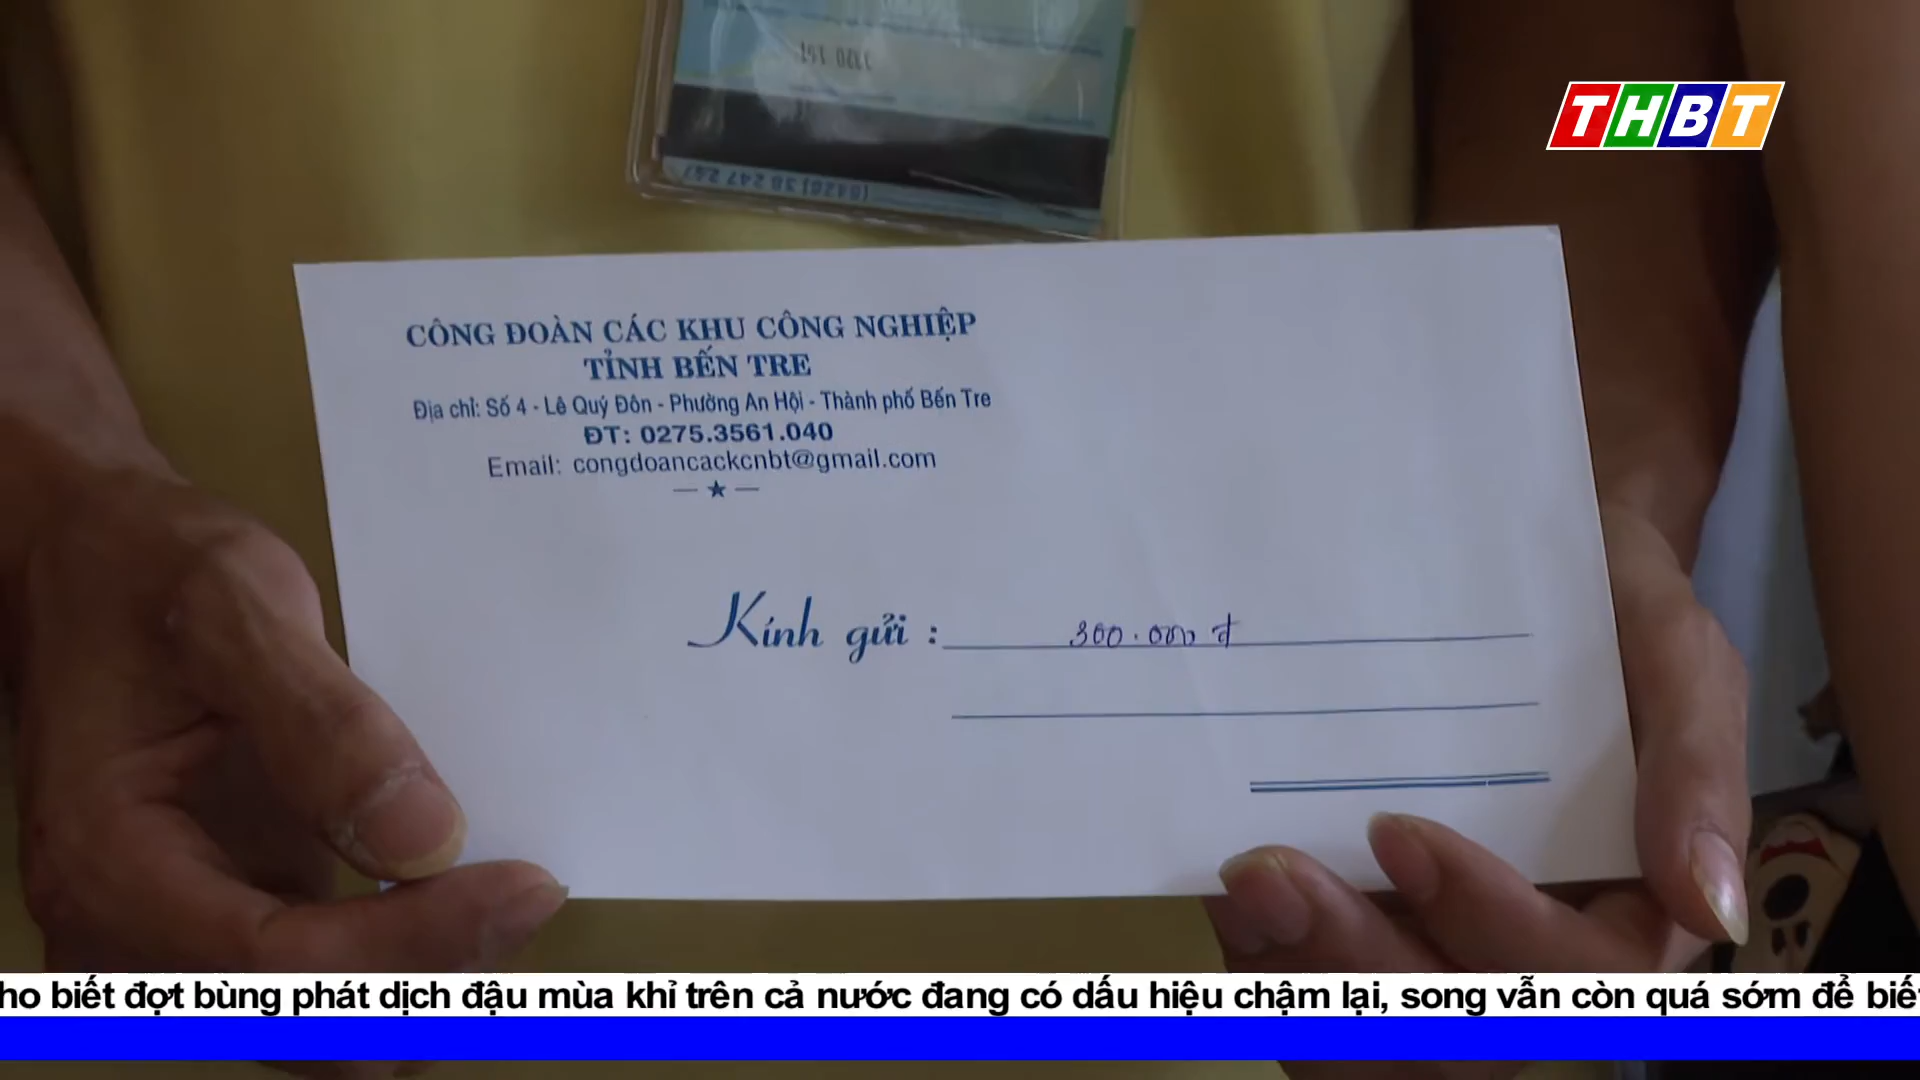 THBT
CÔNG ĐOÀN CÁC KHU CÔNG NGHIỆP
TỈNH BẾN TRE
Địa chỉ: Số 4 - Lê Quý Đôn - Phường An Hội - Thành phố Bến Tre
ĐT: 0275.3561.040
Email: congdoancackcnbt@gmail.com
Kính gửi : 300.000 đ
ho biết đợt bùng phát dịch đậu mùa khỉ trên cả nước đang có dấu hiệu chậm lại, song vẫn còn quá sớm để biết